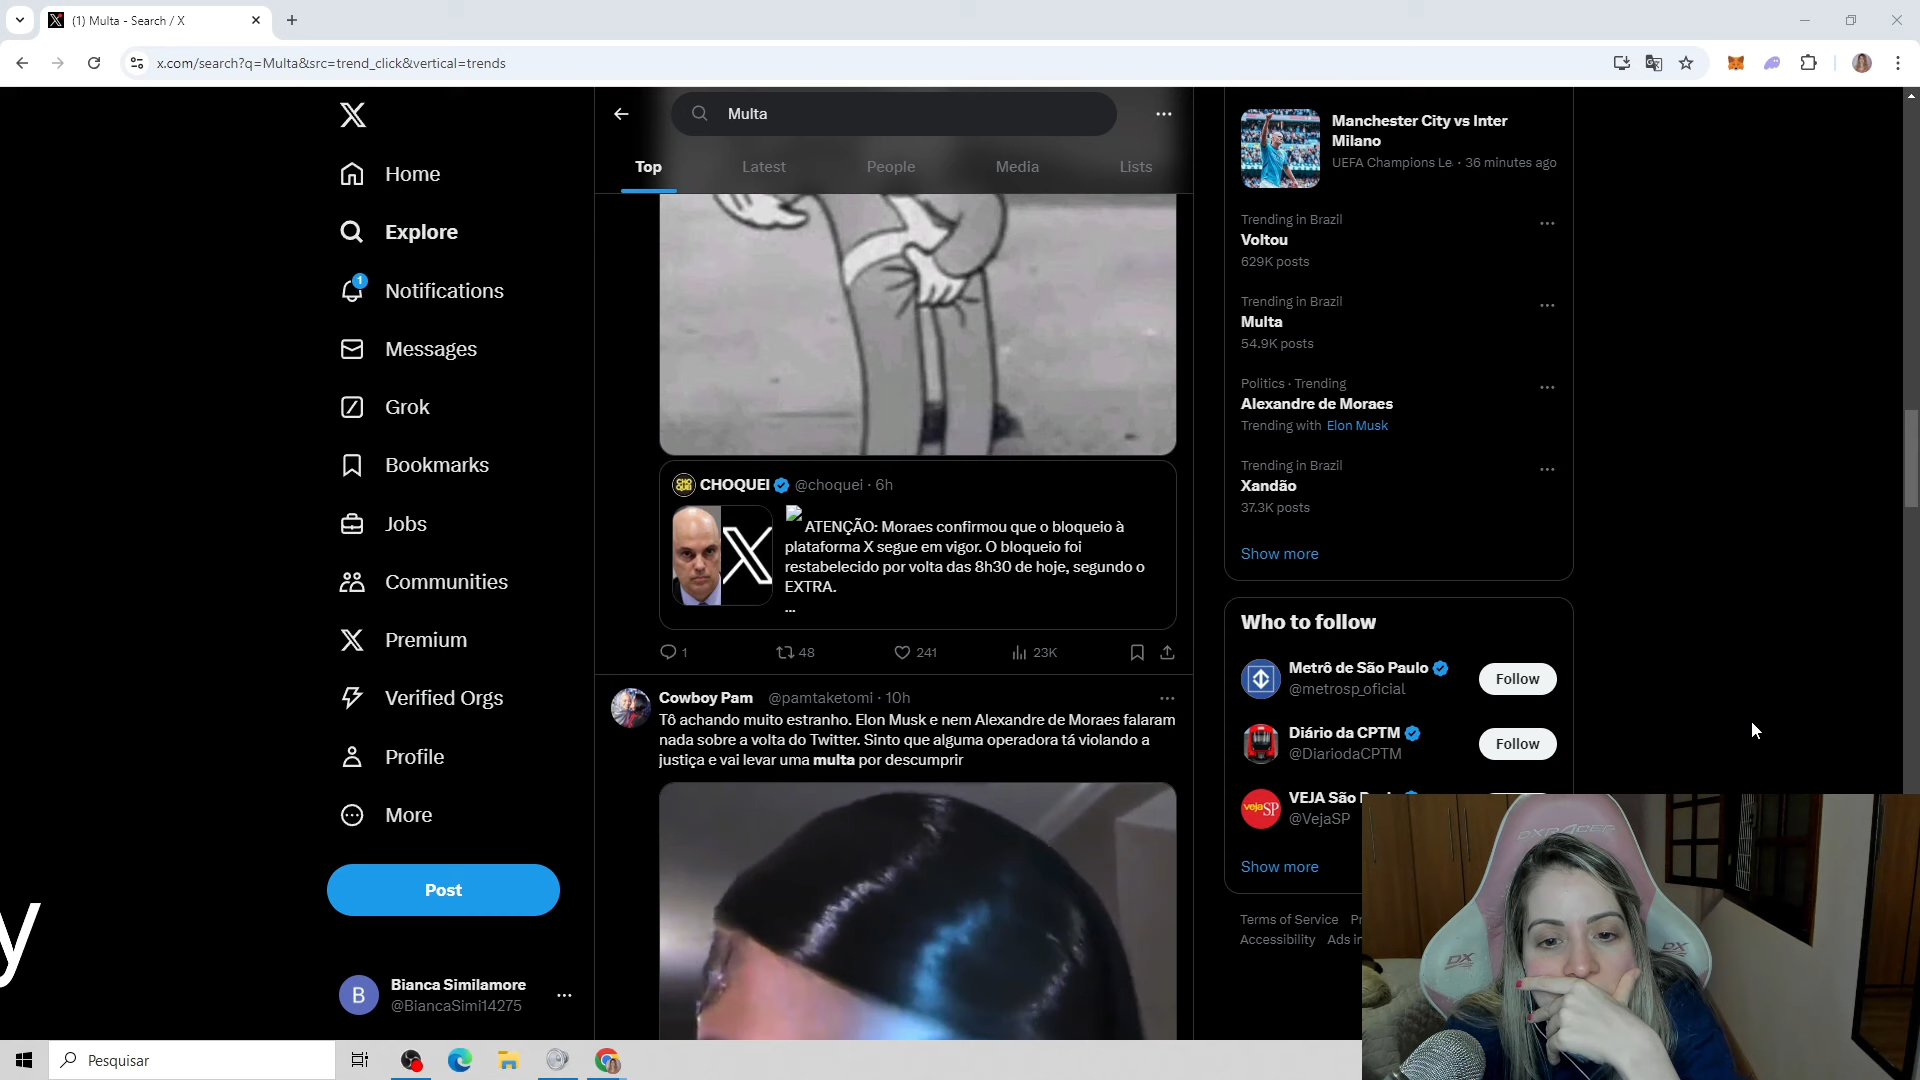 (1) Multa - Search / X
x.com/search?q=Multa&src=trend_click&vertical=trends
Home
Explore
1
Notifications
Messages
Grok
Bookmarks
Jobs
Communities
Premium
Verified Orgs
Profile
More
Post
y
B
Bianca Similamore
@BiancaSimi14275
Multa
Top
Latest
People
Media
Lists
CHOQUEI @choquei · 6h
ATENÇÃO: Moraes confirmou que o bloqueio à
plataforma X segue em vigor. O bloqueio foi
restabelecido por volta das 8h30 de hoje, segundo o
EXTRA.
...
1
48
241
23K
Cowboy Pam @pamtaketomi · 10h
Tô achando muito estranho. Elon Musk e nem Alexandre de Moraes falaram
nada sobre a volta do Twitter. Sinto que alguma operadora tá violando a
justiça e vai levar uma multa por descumprir
Manchester City vs Inter
Milano
UEFA Champions Le · 36 minutes ago
Trending in Brazil
Voltou
629K posts
Trending in Brazil
Multa
54.9K posts
Politics · Trending
Alexandre de Moraes
Trending with Elon Musk
Trending in Brazil
Xandão
37.3K posts
Show more
Who to follow
Metrô de São Paulo
@metrosp_oficial
Follow
Diário da CPTM
@DiariodaCPTM
Follow
vejaSP
VEJA São
@VejaSP
Show more
Terms of Service
Accessibility Ads
DXRACER
DX
DX
Pesquisar